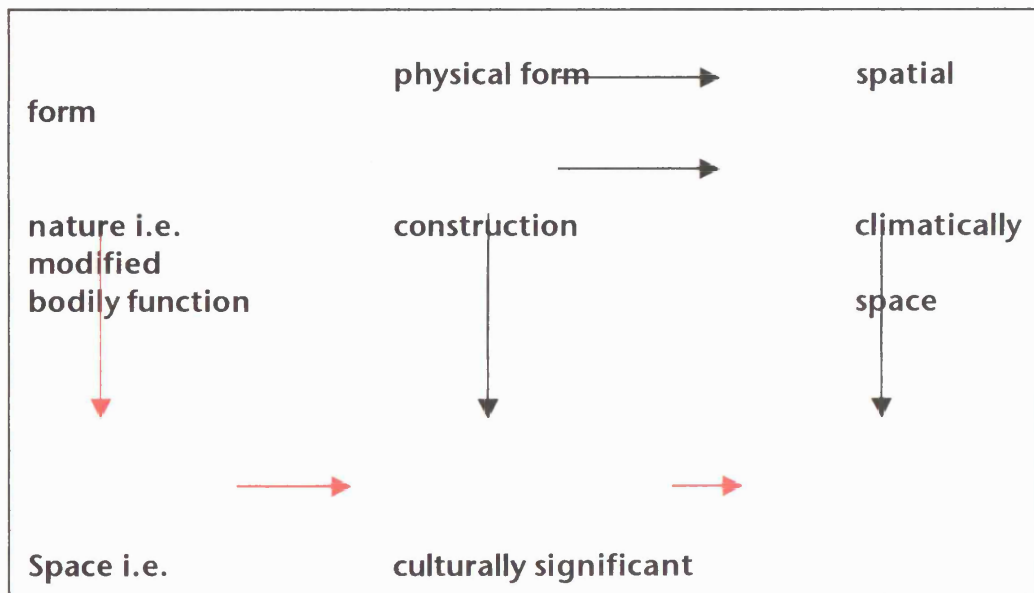 physical form spatial
form
nature i.e. construction climatically
modified
bodily function space
Space i.e. culturally significant